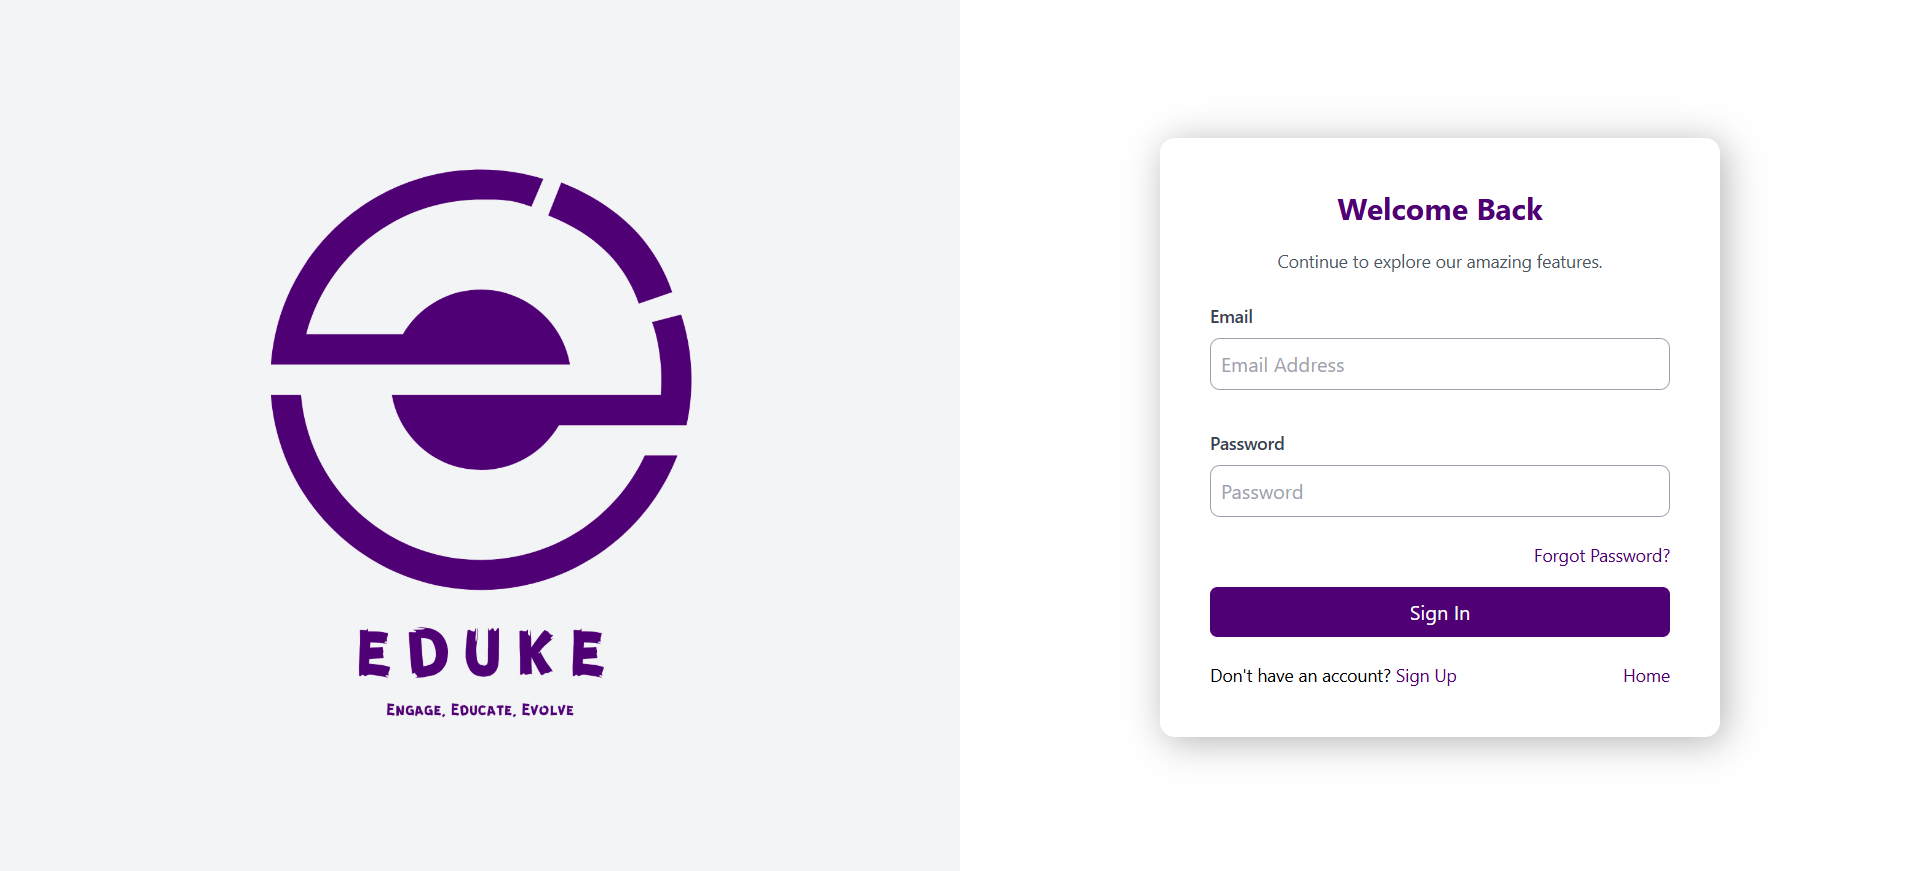 EDUKE
Engage, Educate, Evolve
Welcome Back
Continue to explore our amazing features.
Email
Email Address
Password
Password
Forgot Password?
Sign In
Don't have an account? Sign Up
Home